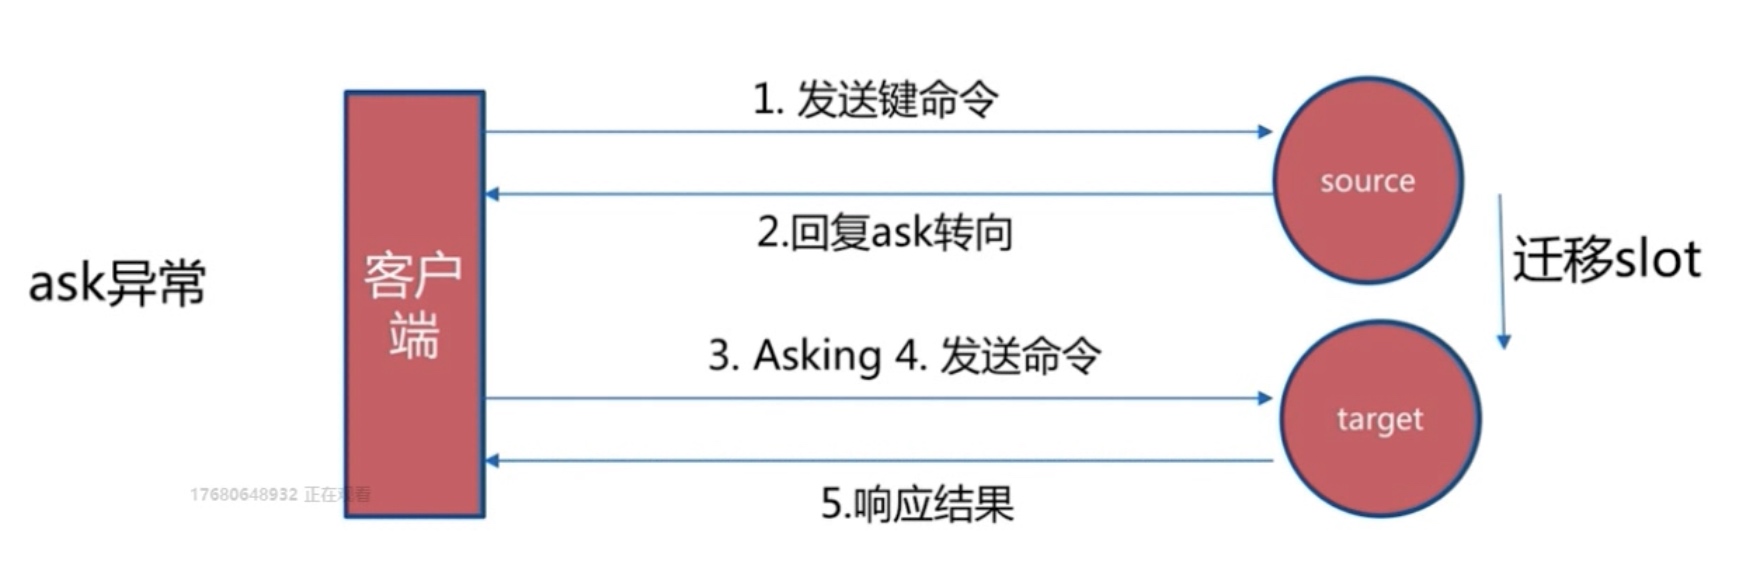 1. 发送键命令
source
2.回复ask转向
迁移slot
ask异常
客户
端
3. Asking 4. 发送命令
target
17680648932 正在观看
5.响应结果